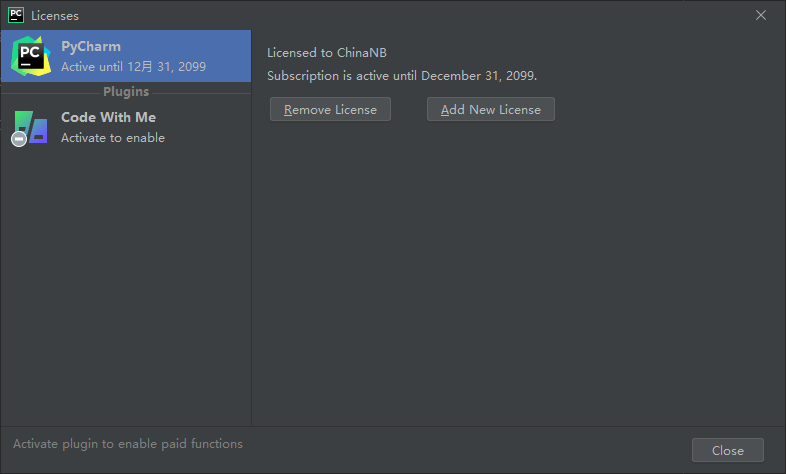 PC Licenses
PC
PyCharm
Active until 12月 31, 2099
Plugins
Code With Me
Activate to enable
Licensed to ChinaNB
Subscription is active until December 31, 2099.
Remove License
Add New License
Activate plugin to enable paid functions
Close